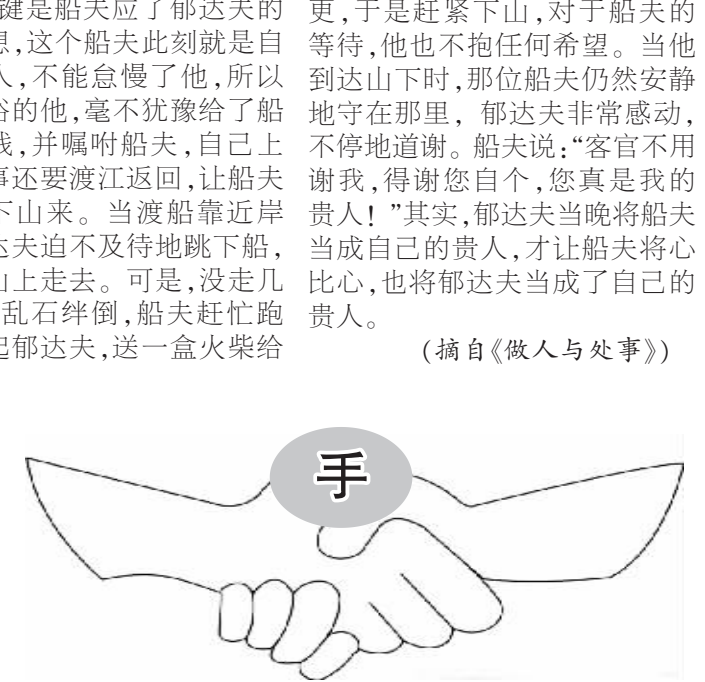 键是船夫应了郁达夫的
想,这个船夫此刻就是自
人,不能怠慢了他,所以
俗的他,毫不犹豫给了船
钱,并嘱咐船夫,自己上
事还要渡江返回,让船夫
下山来。当渡船靠近岸
达夫迫不及待地跳下船,
山上走去。可是,没走几
乱石绊倒,船夫赶忙跑
起郁达夫,送一盒火柴给
更,于是赶紧下山,对于船夫的
等待,他也不抱任何希望。当他
到达山下时,那位船夫仍然安静
地守在那里, 郁达夫非常感动,
不停地道谢。船夫说:“客官不用
谢我,得谢您自个,您真是我的
贵人! ”其实,郁达夫当晚将船夫
当成自己的贵人,才让船夫将心
比心,也将郁达夫当成了自己的
贵人。
(摘自《做人与处事》)
手